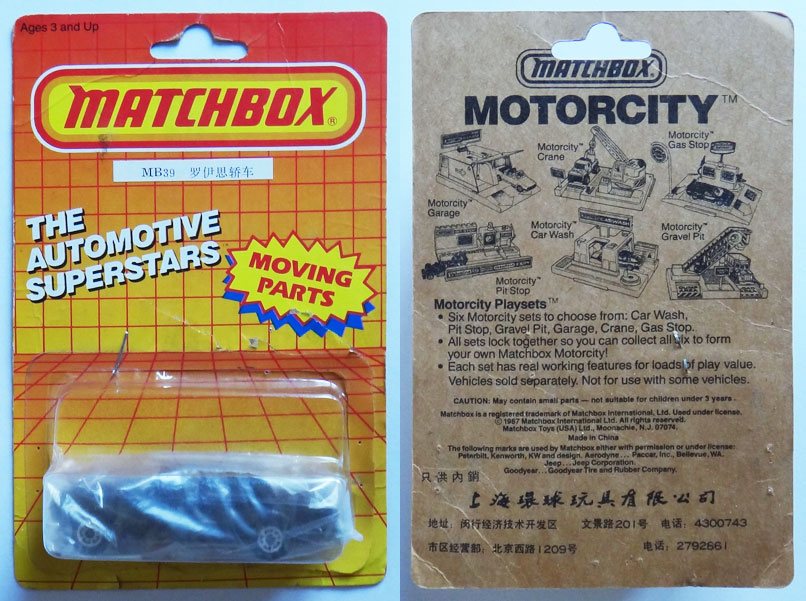 Ages 3 and Up
MATCHBOX®
MB39 罗伊恩轿车
THE
AUTOMOTIVE
SUPERSTARS
MOVING
PARTS
MATCHBOX®
MOTORCITY™
Motorcity™
Garage
Motorcity™
Crane
Motorcity™
Gas Stop
Motorcity™
Pit Stop
Motorcity™
Car Wash
Motorcity™
Gravel Pit
Motorcity Playsets™
• Six Motorcity sets to choose from: Car Wash,
Pit Stop, Gravel Pit, Garage, Crane, Gas Stop.
• All sets lock together so you can collect all six to form
your own Matchbox Motorcity!
• Each set has real working features for loads of play value.
Vehicles sold separately. Not for use with some vehicles.
CAUTION: May contain small parts — not suitable for children under 3 years.
Matchbox is a registered trademark of Matchbox International, Ltd. Used under license.
© 1987 Matchbox International Ltd. All rights reserved.
Matchbox Toys (USA) Ltd., Moonachie, N.J. 07074.
Made in China
The following marks are used by Matchbox either with permission or under license:
Peterbilt, Kenworth, KW and design, Aerodyne... Paccar, Inc., Bellevue, WA.
Jeep... Jeep Corporation.
Goodyear... Goodyear Tire and Rubber Company.
只供内銷
上海環球玩具有限公司
地址: 闵行经济技术开发区 文景路201号 电话: 4300743
市区经营部: 北京西路1209号 电话: 2792661